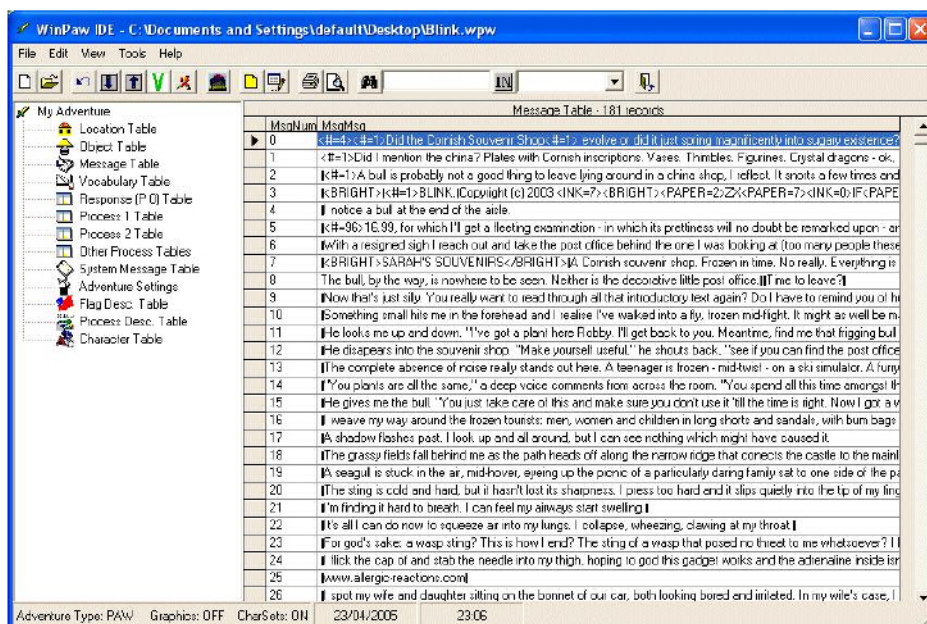 WinPaw IDE - C:\Documents and Settings\default\Desktop\Blink.wpw
File Edit View Tools Help
My Adventure
Location Table
Object Table
Message Table
Vocabulary Table
Response (P 0) Table
Process 1 Table
Process 2 Table
Other Process Tables
System Message Table
Adventure Settings
Flag Desc. Table
Process Desc. Table
Character Table
Message Table - 181 records
MsgNum MsgMsg
0 <#=4><#=1>Did the Cornish Souvenir Shop<#=1> evolve or did it just spring magnificently into sugary existence?
1 <#=1>Did I mention the china? Plates with Cornish inscriptions. Vases. Thimbles. Figurines. Crystal dragons - ok,
2 |<#=1>A bull is probably not a good thing to leave lying around in a china shop, I reflect. It snorts a few times and
3 |<BRIGHT>|<#=1>BLINK.|Copyright (c) 2003 <INK=7><BRIGHT><PAPER=2>ZX<PAPER=7><INK=0>IF<PAPE
4 I notice a bull at the end of the aisle.
5 |<#=96>16.99, for which I'll get a fleeting examination - in which its prettiness will no doubt be remarked upon - an
6 |With a resigned sigh I reach out and take the post office behind the one I was looking at (too many people these
7 |<BRIGHT>SARAH'S SOUVENIRS</BRIGHT>|A Cornish souvenir shop. Frozen in time. No really. Everything is
8 The bull, by the way, is nowhere to be seen. Neither is the decorative little post office.||Time to leave?|
9 |Now that's just silly. You really want to read through all that introductory text again? Do I have to remind you of h
10 |Something small hits me in the forehead and I realise I've walked into a fly, frozen mid-flight. It might as well be m
11 |He looks me up and down. "I've got a plant here Robby. I'll get back to you. Meantime, find me that frigging bull
12 |He disapears into the souvenir shop. "Make yourself useful," he shouts back, "see if you can find the post office
13 |The complete absence of noise really stands out here. A teenager is frozen - mid-twist - on a ski simulator. A furry
14 |"You plants are all the same," a deep voice comments from across the room. "You spend all this time amongst th
15 |He gives me the bull. "You just take care of this and make sure you don't use it 'till the time is right. Now I got a w
16 I weave my way around the frozen tourists: men, women and children in long shorts and sandals, with bum bags
17 |A shadow flashes past. I look up and all around, but I can see nothing which might have caused it.
18 |The grassy fields fall behind me as the path heads off along the narrow ridge that conects the castle to the mainl
19 |A seagull is stuck in the air, mid-hover, eyeing up the picnic of a particularly daring family sat to one side of the pa
20 |The sting is cold and hard, but it hasn't lost its sharpness. I press too hard and it slips quietly into the tip of my fing
21 I'm finding it hard to breath. I can feel my airways start swelling.|
22 |It's all I can do now to squeeze air into my lungs. I collapse, wheezing, clawing at my throat.|
23 |For god's sake: a wasp sting? This is how I end? The sting of a wasp that posed no threat to me whatsoever? I l
24 I flick the cap of and stab the needle into my thigh, hoping to god this gadget works and the adrenaline inside isn
25 |www.allergic-reactions.com|
26 I spot my wife and daughter sitting on the bonnet of our car, both looking bored and irritated. In my wife's case, I
Adventure Type: PAW Graphics: OFF CharSets: ON 23/04/2005 23:06